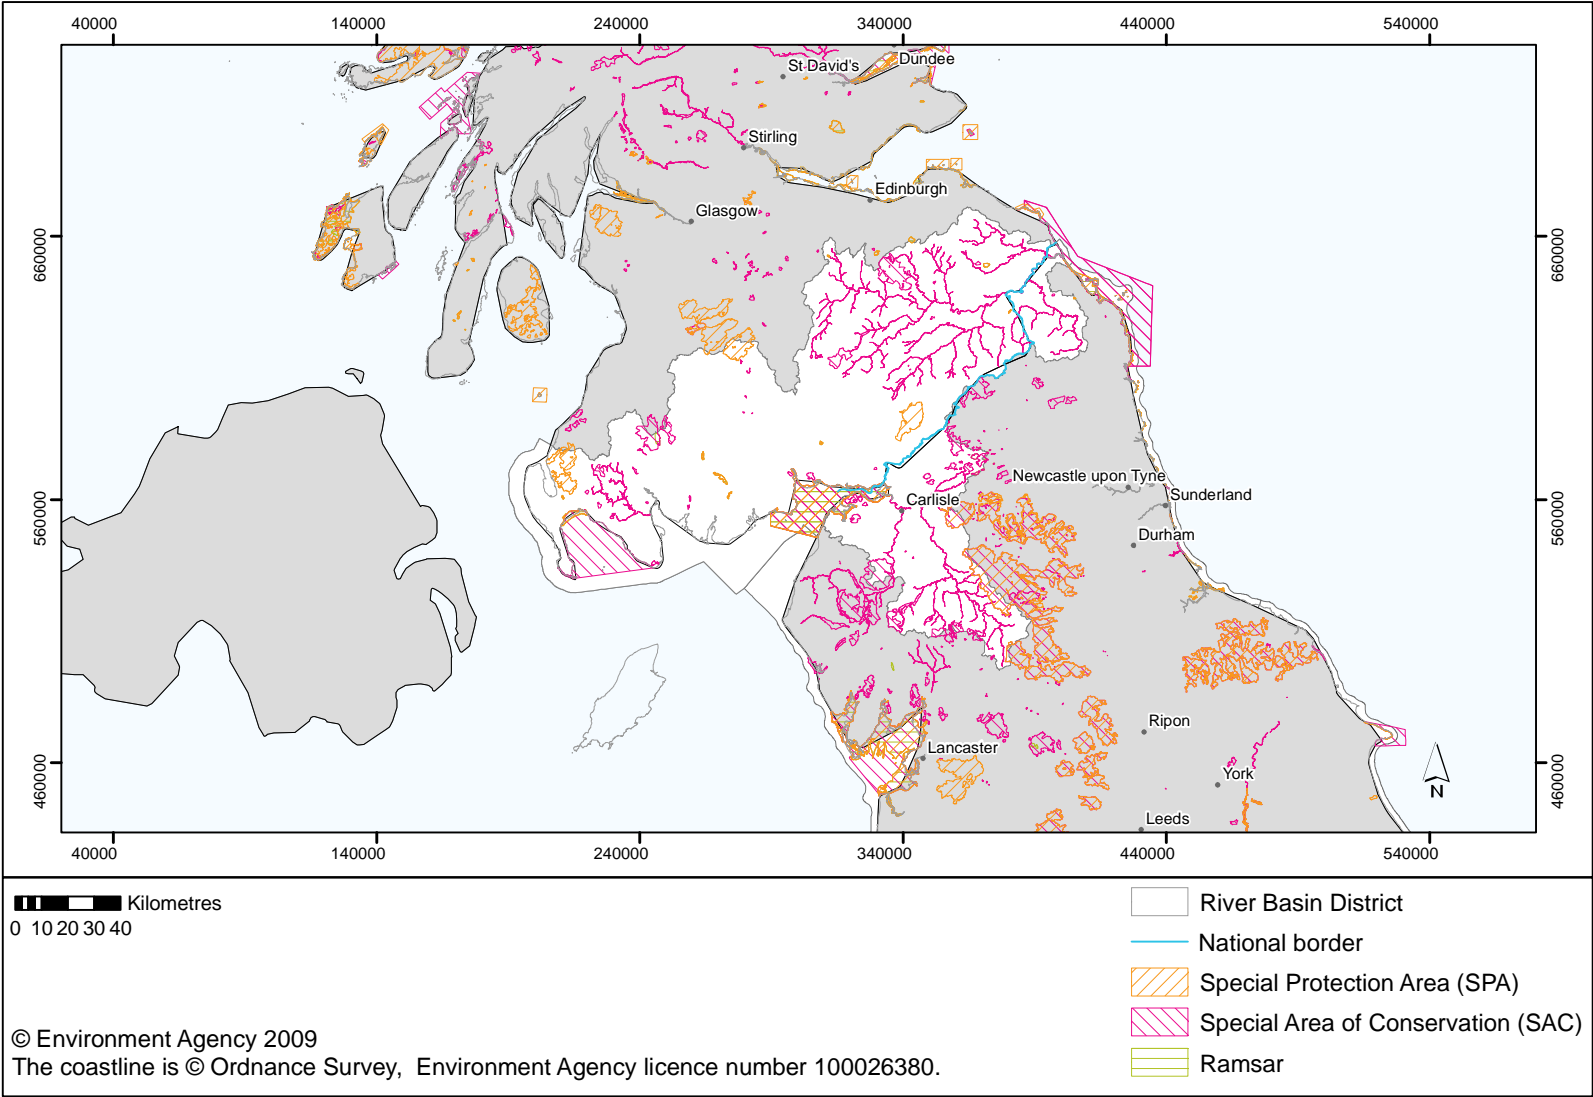 40000 140000 240000 340000 440000 540000
St David's
Dundee
Stirling
Edinburgh
Glasgow
660000 660000
Newcastle upon Tyne
Carlisle
Sunderland
560000 560000
Durham
Ripon
Lancaster
460000 York 460000
N
Leeds
40000 140000 240000 340000 440000 540000
Kilometres
0 10 20 30 40
River Basin District
National border
Special Protection Area (SPA)
Special Area of Conservation (SAC)
Ramsar
© Environment Agency 2009
The coastline is © Ordnance Survey, Environment Agency licence number 100026380.